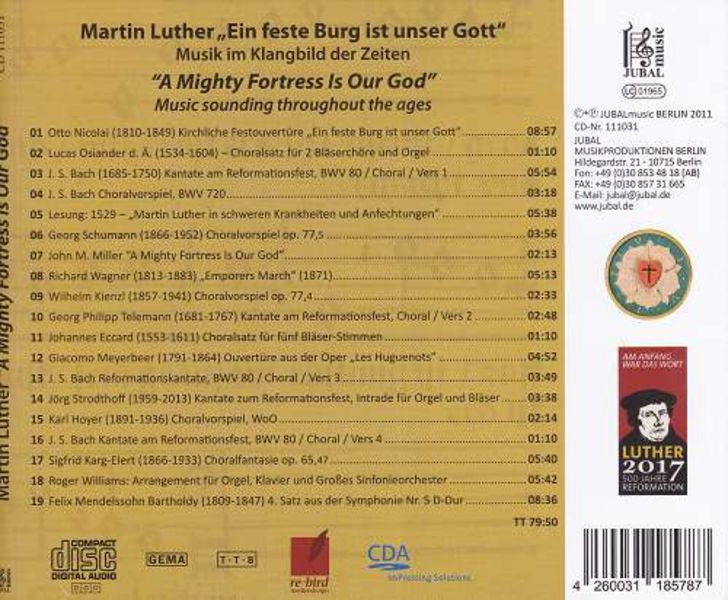 CD 111031
Martin Luther „Ein feste Burg ist unser Gott“
Musik im Klangbild der Zeiten
“A Mighty Fortress Is Our God”
Music sounding throughout the ages
01 Otto Nicolai (1810-1849) Kirchliche Festouvertüre „Ein feste Burg ist unser Gott“ 08:57
02 Lucas Osiander d. Ä. (1534-1604) – Choralsatz für 2 Bläserchöre und Orgel 01:10
03 J. S. Bach (1685-1750) Kantate am Reformationsfest, BWV 80 / Choral / Vers 1 05:54
04 J. S. Bach Choralvorspiel, BWV 720 03:18
05 Lesung: 1529 – „Martin Luther in schweren Krankheiten und Anfechtungen“ 05:38
06 Georg Schumann (1866-1952) Choralvorspiel op. 77,5 03:56
07 John M. Miller “A Mighty Fortress Is Our God“ 02:13
08 Richard Wagner (1813-1883) „Emporers March“ (1871) 05:13
09 Wilhelm Kienzl (1857-1941) Choralvorspiel op. 77,4 02:33
10 Georg Philipp Telemann (1681-1767) Kantate am Reformationsfest, Choral / Vers 2 02:48
11 Johannes Eccard (1553-1611) Choralsatz für fünf Bläser-Stimmen 01:10
12 Giacomo Meyerbeer (1791-1864) Ouvertüre aus der Oper „Les Huguenots“ 04:52
13 J. S. Bach Reformationskantate, BWV 80 / Choral / Vers 3 03:49
14 Jörg Strodthoff (1959-2013) Kantate zum Reformationsfest, Intrade für Orgel und Bläser 03:38
15 Karl Hoyer (1891-1936) Choralvorspiel, WoO 02:14
16 J. S. Bach Kantate am Reformationsfest, BWV 80 / Choral / Vers 4 01:10
17 Sigfrid Karg-Elert (1866-1933) Choralfantasie op. 65,47 05:40
18 Roger Williams: Arrangement für Orgel, Klavier und Großes Sinfonieorchester 05:42
19 Felix Mendelssohn Bartholdy (1809-1847) 4. Satz aus der Symphonie Nr. 5 D-Dur 08:36
TT 79:50
Martin Luther “A Mighty Fortress Is Our God
COMPACT
disc
DIGITAL AUDIO
DDD
GEMA
T T B
re-bird
CDA
inPressing Solutions
music
JUBAL
LC 01965
©+℗ JUBALmusic BERLIN 2011
CD-Nr. 111031
JUBAL
MUSIKPRODUKTIONEN BERLIN
Hildegardstr. 21 - 10715 Berlin
Fon: +49 (0)30 853 48 18 (AB)
FAX: +49 (0)30 857 31 665
E-Mail: jubal@jubal.de
www.jubal.de
AM ANFANG
WAR DAS WORT
LUTHER
2017
500 JAHRE
REFORMATION
4 260031 185787